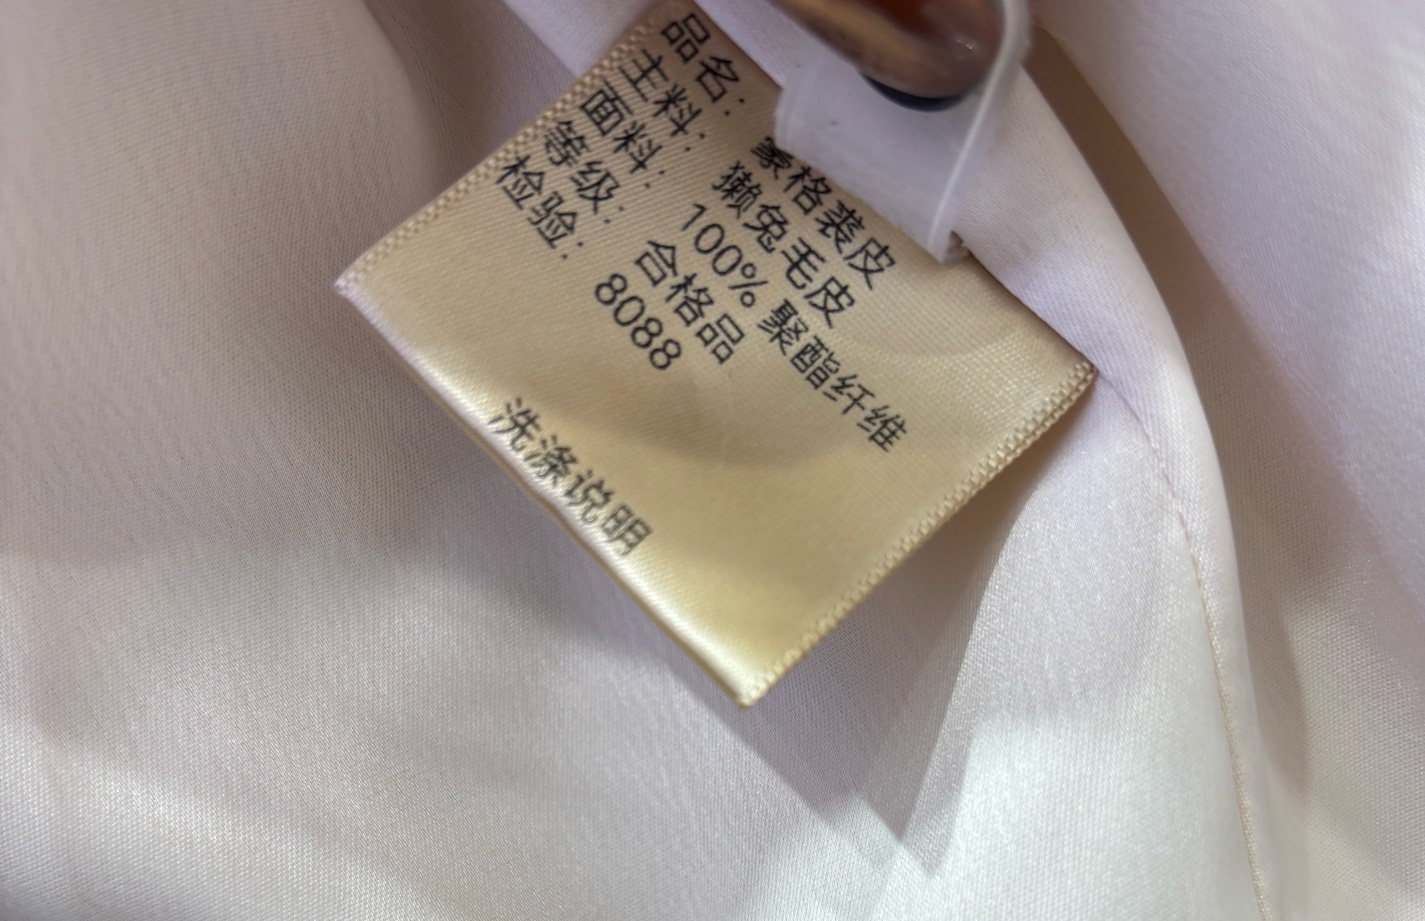 品名：豪格裘皮
主料：獭兔毛皮
面料：100% 聚酯纤维
等级：合格品
检验：8088
洗涤说明